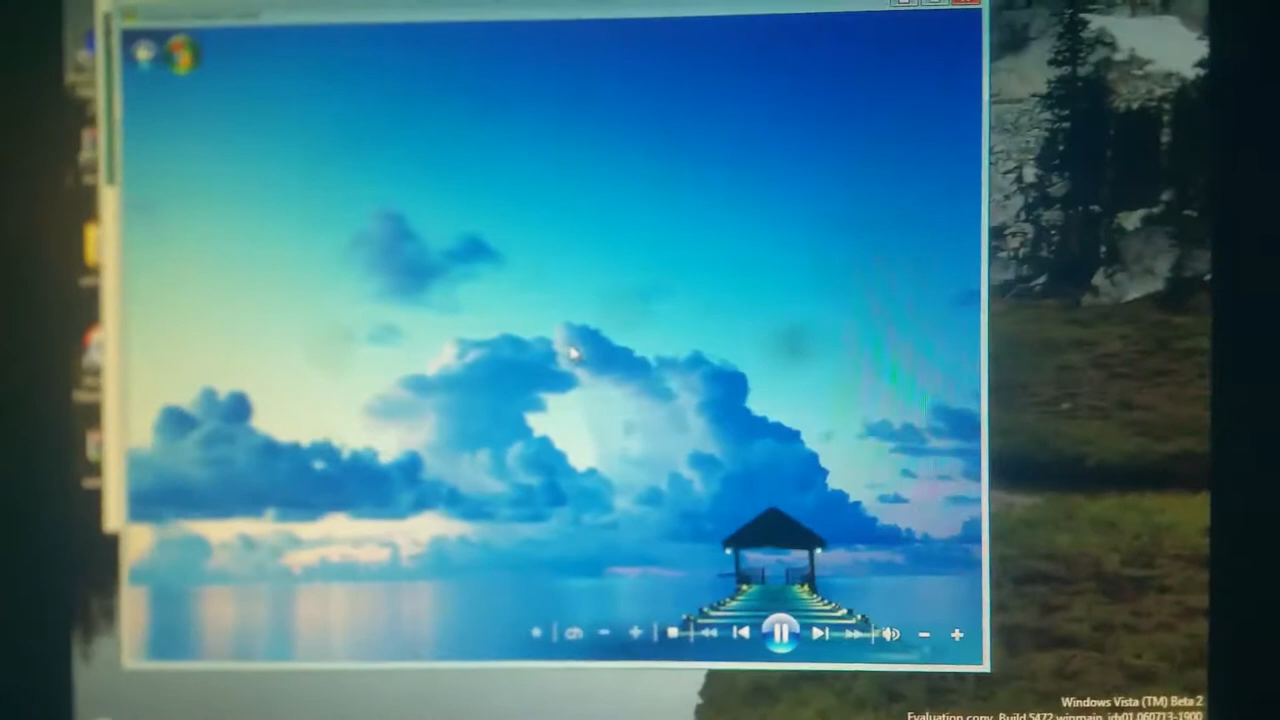 Windows Vista (TM) Beta 2
Evaluation copy. Build 5472.winmain_idx01.060713-1900